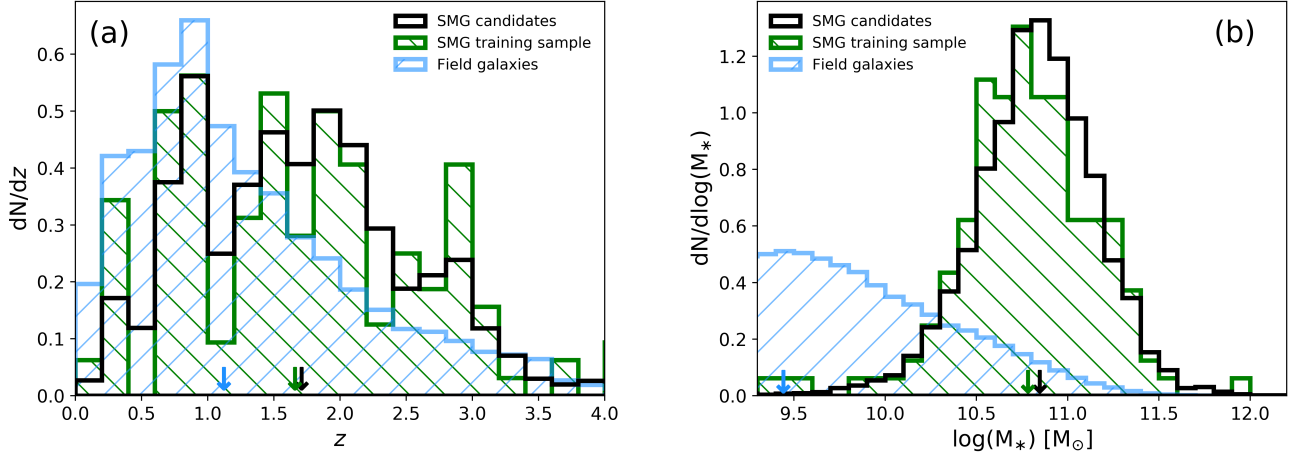 (a)
SMG candidates
SMG training sample
Field galaxies
dN/dz
0.6
0.5
0.4
0.3
0.2
0.1
0.0
0.0 0.5 1.0 1.5 2.0 2.5 3.0 3.5 4.0
z
(b)
SMG candidates
SMG training sample
Field galaxies
dN/dlog(M∗)
1.2
1.0
0.8
0.6
0.4
0.2
0.0
9.5 10.0 10.5 11.0 11.5 12.0
log(M∗) [M⊙]